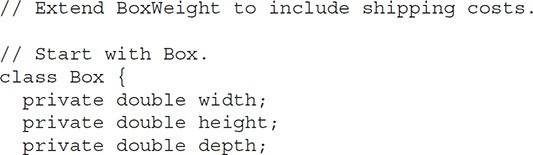 // Extend BoxWeight to include shipping costs.
// Start with Box.
class Box {
  private double width;
  private double height;
  private double depth;